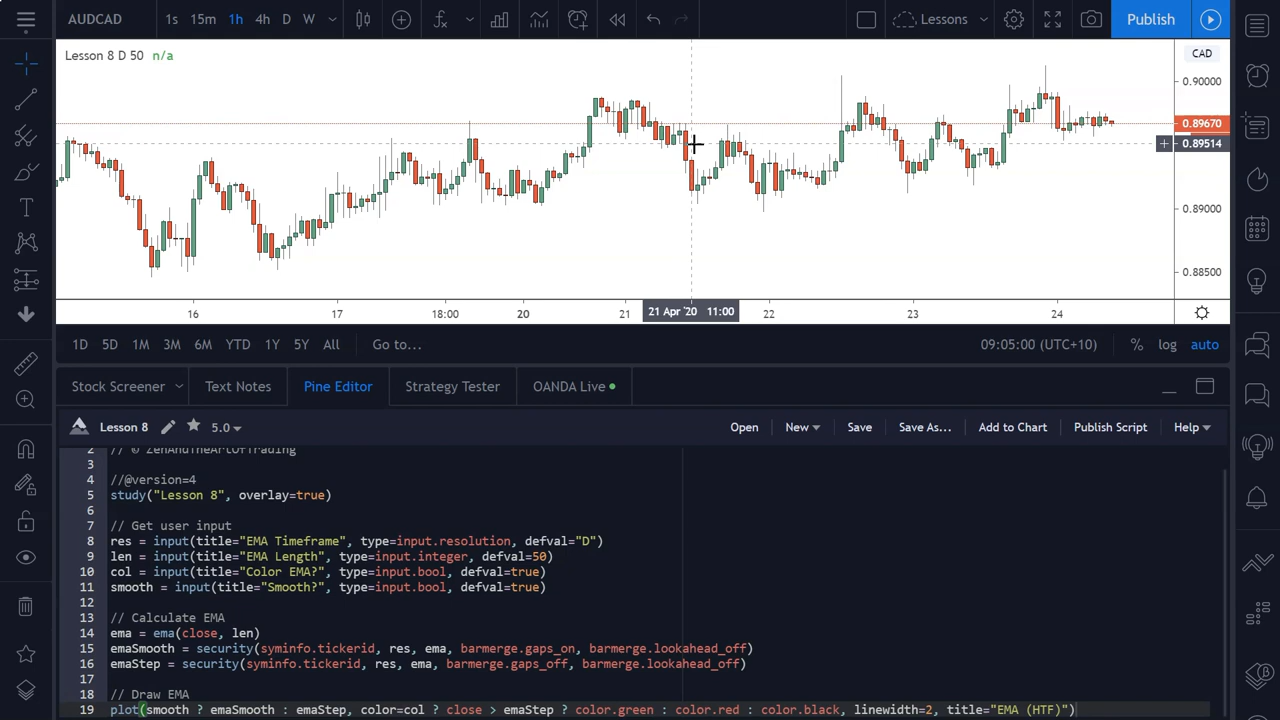 AUDCAD 1s 15m 1h 4h D W Lessons Publish
Lesson 8 D 50 n/a
CAD
0.90000
0.89670
0.89514
0.89000
0.88500
16 17 18:00 20 21 21 Apr '20 11:00 22 23 24
1D 5D 1M 3M 6M YTD 1Y 5Y All Go to... 09:05:00 (UTC+10) % log auto
Stock Screener Text Notes Pine Editor Strategy Tester OANDA Live
Lesson 8 5.0 Open New Save Save As... Add to Chart Publish Script Help
2 // © ZenAndTheArtOfTrading
3
4 //@version=4
5 study("Lesson 8", overlay=true)
6
7 // Get user input
8 res = input(title="EMA Timeframe", type=input.resolution, defval="D")
9 len = input(title="EMA Length", type=input.integer, defval=50)
10 col = input(title="Color EMA?", type=input.bool, defval=true)
11 smooth = input(title="Smooth?", type=input.bool, defval=true)
12
13 // Calculate EMA
14 ema = ema(close, len)
15 emaSmooth = security(syminfo.tickerid, res, ema, barmerge.gaps_on, barmerge.lookahead_off)
16 emaStep = security(syminfo.tickerid, res, ema, barmerge.gaps_off, barmerge.lookahead_off)
17
18 // Draw EMA
19 plot(smooth ? emaSmooth : emaStep, color=col ? close > emaStep ? color.green : color.red : color.black, linewidth=2, title="EMA (HTF)")